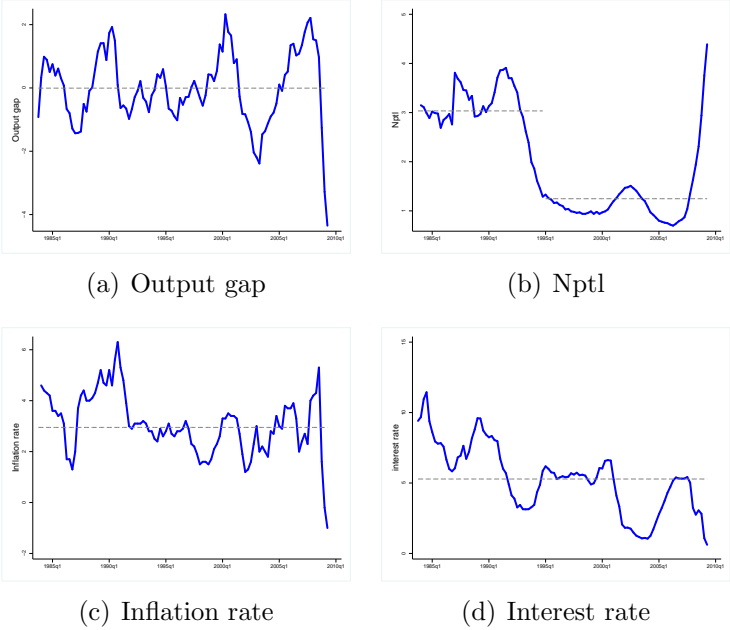 Output gap
2
0
-2
-4
1985q1 1990q1 1995q1 2000q1 2005q1 2010q1
(a) Output gap
Nptl
5
4
3
2
1
1985q1 1990q1 1995q1 2000q1 2005q1 2010q1
(b) Nptl
Inflation rate
6
4
2
0
-2
1985q1 1990q1 1995q1 2000q1 2005q1 2010q1
(c) Inflation rate
interest rate
15
10
5
0
1985q1 1990q1 1995q1 2000q1 2005q1 2010q1
(d) Interest rate